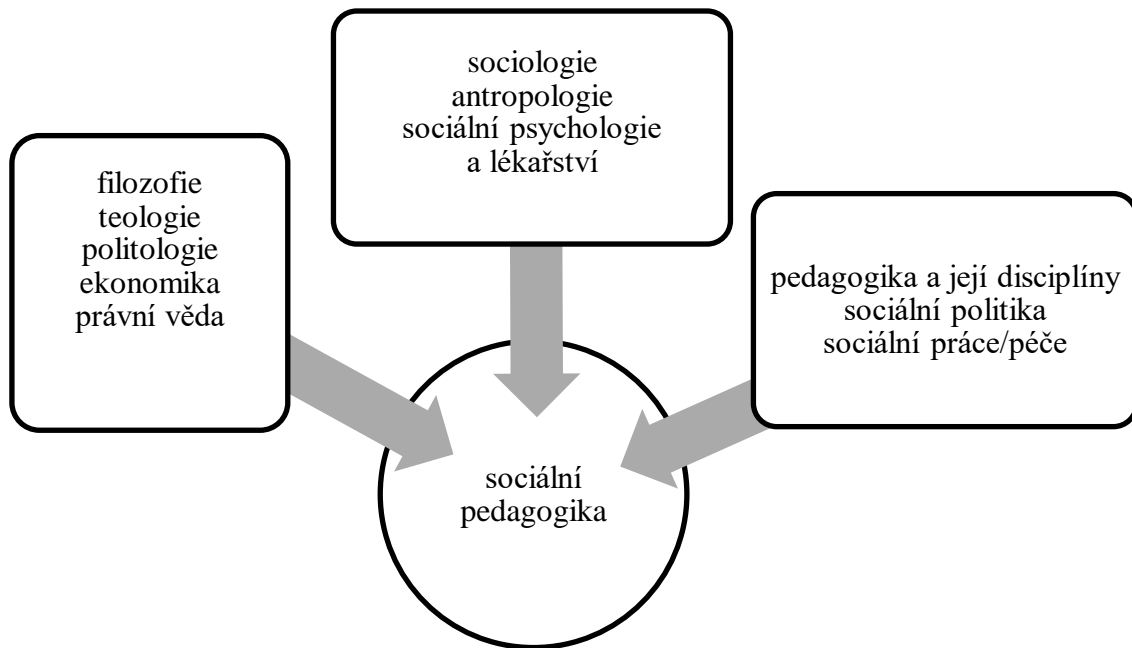 filozofie
teologie
politologie
ekonomika
právní věda
sociologie
antropologie
sociální psychologie
a lékařství
pedagogika a její disciplíny
sociální politika
sociální práce/péče
sociální
pedagogika